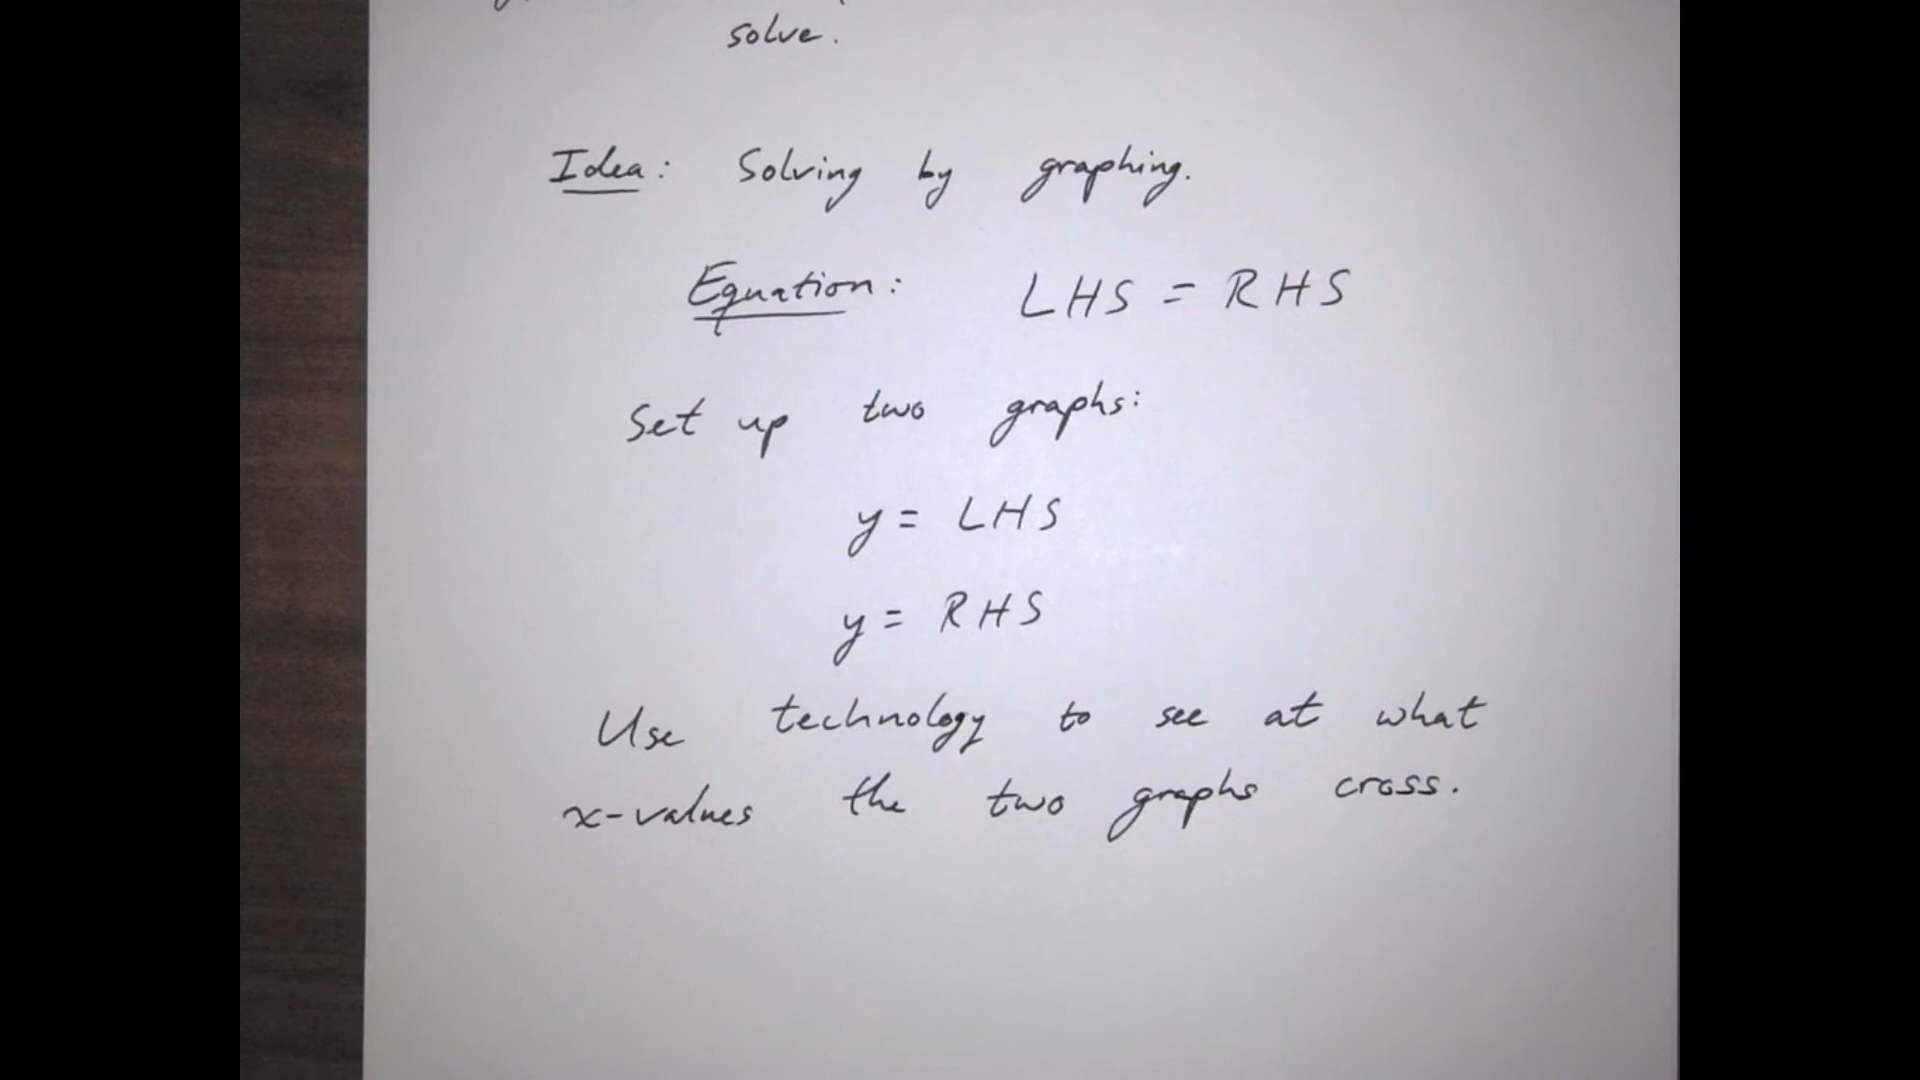 solve.
Idea: Solving by graphing.
Equation: LHS = RHS
Set up two graphs:
y = LHS
y = RHS
Use technology to see at what
x-values the two graphs cross.